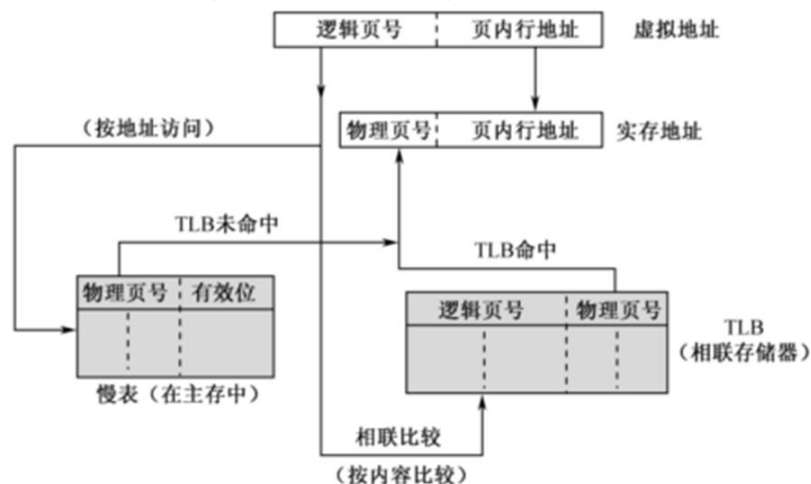 逻辑页号 页内行地址 虚拟地址
(按地址访问)
物理页号 页内行地址 实存地址
TLB未命中
TLB命中
物理页号 有效位
逻辑页号 物理页号
TLB
(相联存储器)
慢表(在主存中)
相联比较
(按内容比较)